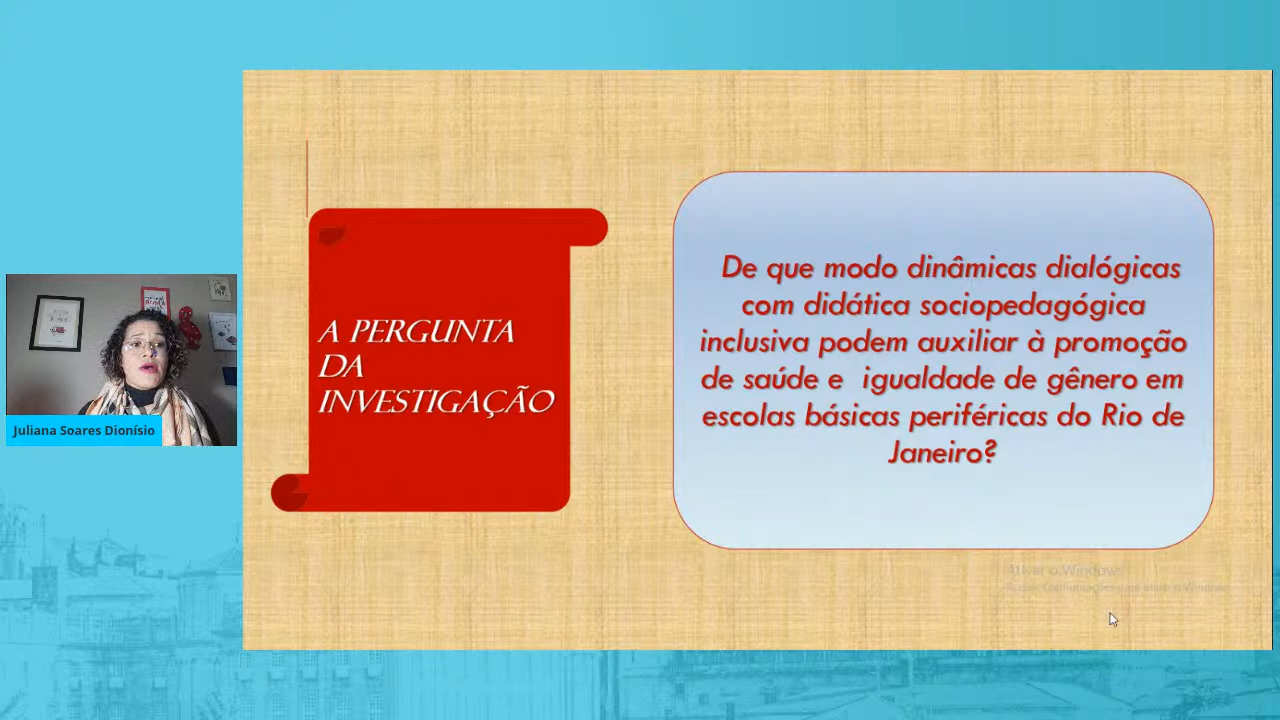 A PERGUNTA
DA
INVESTIGAÇÃO
De que modo dinâmicas dialógicas
com didática sociopedagógica
inclusiva podem auxiliar à promoção
de saúde e igualdade de gênero em
escolas básicas periféricas do Rio de
Janeiro?
Juliana Soares Dionísio
Ativar o Windows